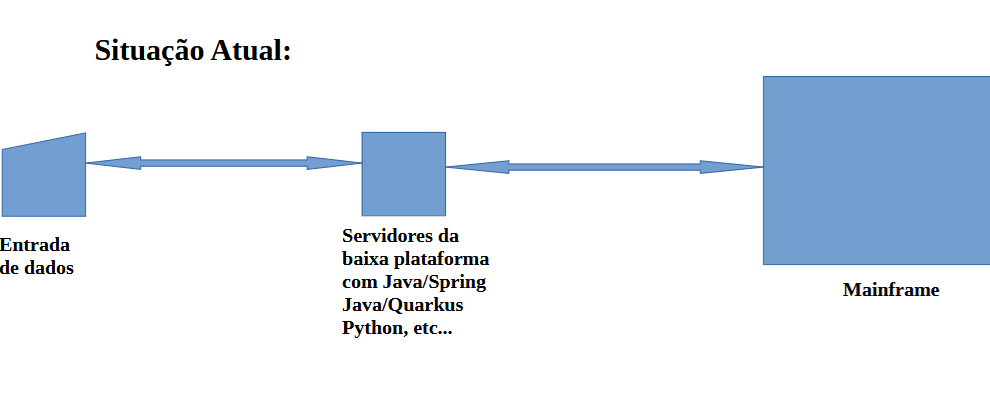 Situação Atual:
Entrada
de dados
Servidores da
baixa plataforma
com Java/Spring
Java/Quarkus
Python, etc...
Mainframe